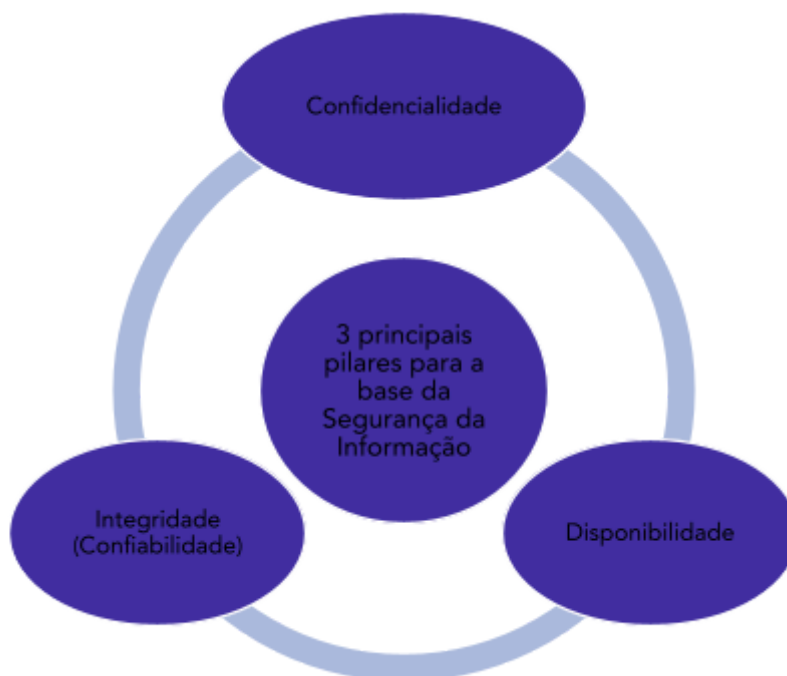 Confidencialidade
3 principais
pilares para a
base da
Segurança da
Informação
Integridade
(Confiabilidade)
Disponibilidade